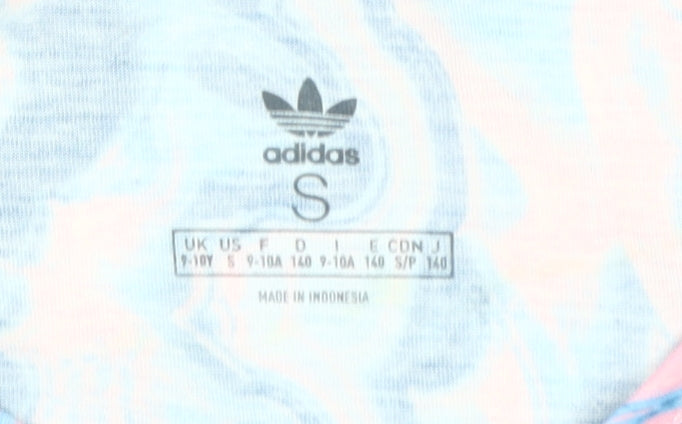 adidas
S
UK US F D I E CDN J
9-10Y S 9-10A 140 9-10A 140 S/P 140
MADE IN INDONESIA